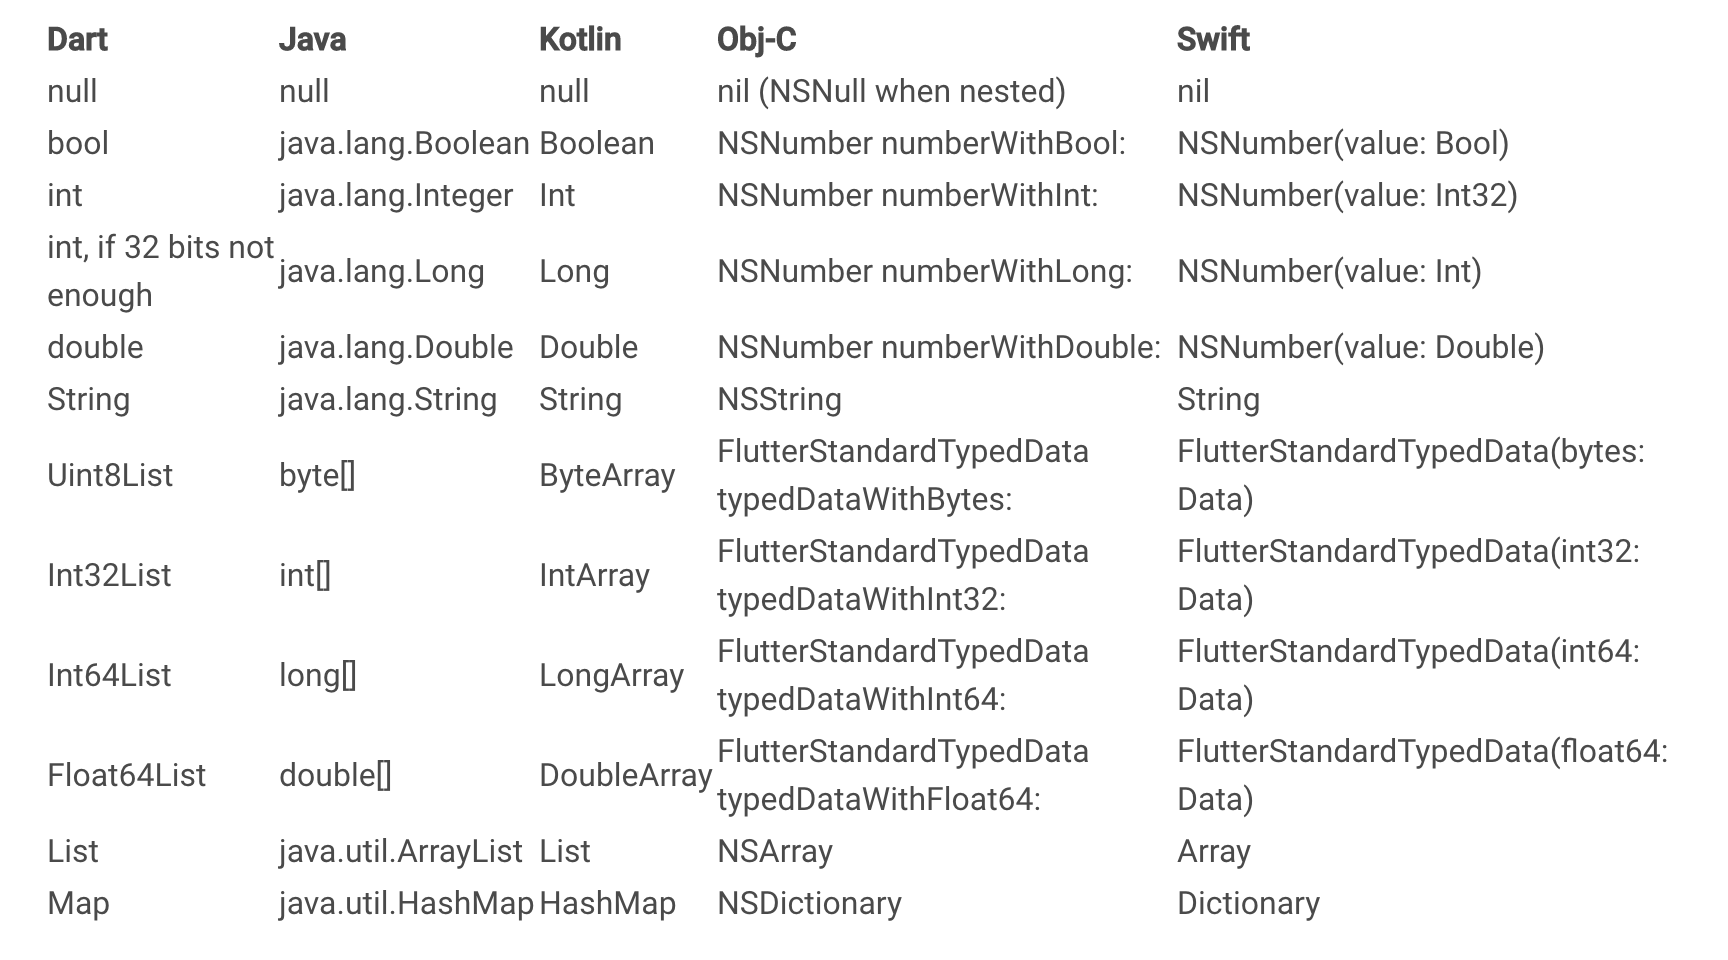 Dart Java Kotlin Obj-C Swift
null null null nil (NSNull when nested) nil
bool java.lang.Boolean Boolean NSNumber numberWithBool: NSNumber(value: Bool)
int java.lang.Integer Int NSNumber numberWithInt: NSNumber(value: Int32)
int, if 32 bits not
enough
java.lang.Long Long NSNumber numberWithLong: NSNumber(value: Int)
double java.lang.Double Double NSNumber numberWithDouble: NSNumber(value: Double)
String java.lang.String String NSString String
Uint8List byte[] ByteArray
FlutterStandardTypedData
typedDataWithBytes:
FlutterStandardTypedData(bytes:
Data)
Int32List int[] IntArray
FlutterStandardTypedData
typedDataWithInt32:
FlutterStandardTypedData(int32:
Data)
Int64List long[] LongArray
FlutterStandardTypedData
typedDataWithInt64:
FlutterStandardTypedData(int64:
Data)
Float64List double[] DoubleArray
FlutterStandardTypedData
typedDataWithFloat64:
FlutterStandardTypedData(float64:
Data)
List java.util.ArrayList List NSArray Array
Map java.util.HashMap HashMap NSDictionary Dictionary